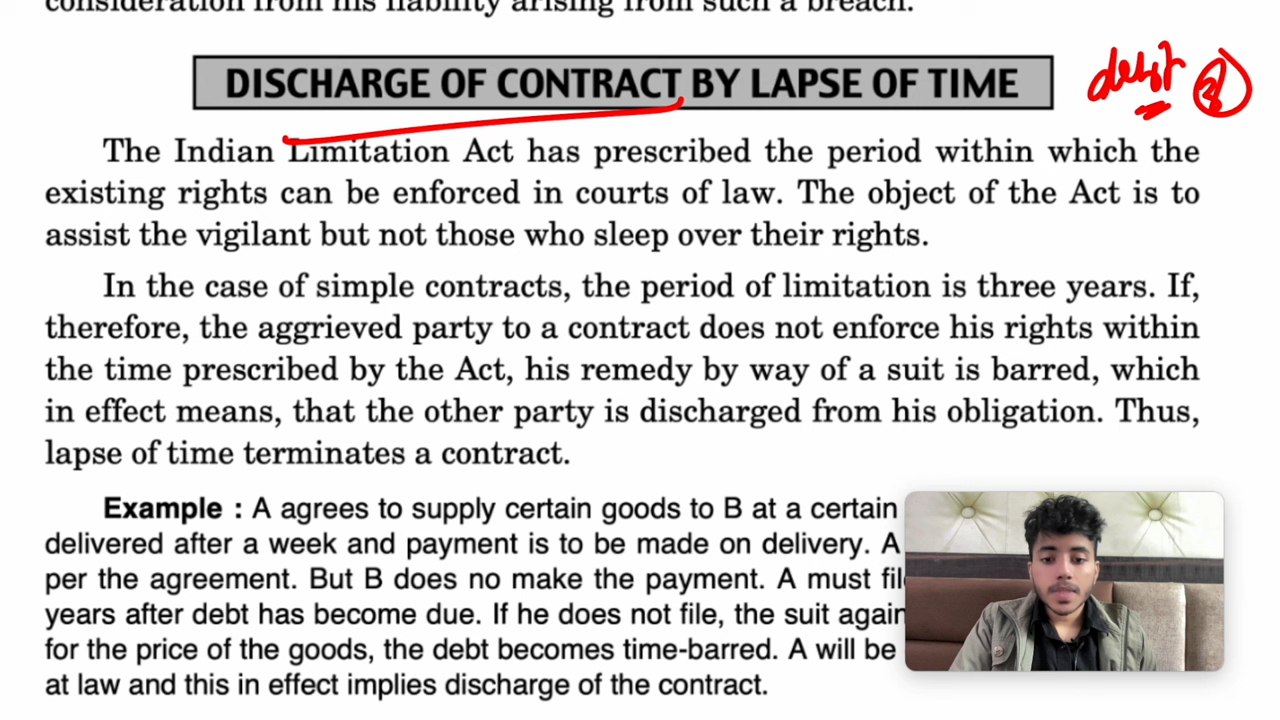 consideration from his liability arising from such a breach.
DISCHARGE OF CONTRACT BY LAPSE OF TIME
debt 3
The Indian Limitation Act has prescribed the period within which the
existing rights can be enforced in courts of law. The object of the Act is to
assist the vigilant but not those who sleep over their rights.
In the case of simple contracts, the period of limitation is three years. If,
therefore, the aggrieved party to a contract does not enforce his rights within
the time prescribed by the Act, his remedy by way of a suit is barred, which
in effect means, that the other party is discharged from his obligation. Thus,
lapse of time terminates a contract.
Example : A agrees to supply certain goods to B at a certain
delivered after a week and payment is to be made on delivery. A
per the agreement. But B does no make the payment. A must
years after debt has become due. If he does not file, the suit
for the price of the goods, the debt becomes time-barred. A will be
at law and this in effect implies discharge of the contract.